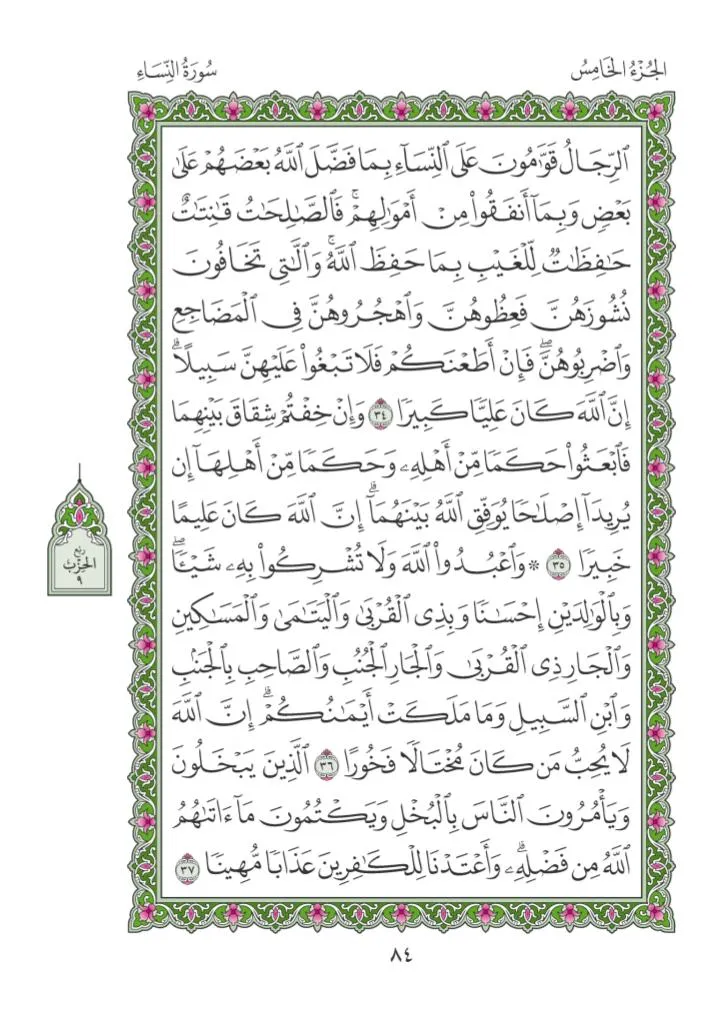 الجُزْءُ الخَامِسُ
سُورَةُ النِّسَاءِ
ٱلرِّجَالُ قَوَّٰمُونَ عَلَى ٱلنِّسَآءِ بِمَا فَضَّلَ ٱللَّهُ بَعْضَهُمْ عَلَىٰ
بَعْضٖ وَبِمَآ أَنفَقُواْ مِنْ أَمْوَٰلِهِمْۚ فَٱلصَّٰلِحَٰتُ قَٰنِتَٰتٌ
حَٰفِظَٰتٞ لِّلْغَيْبِ بِمَا حَفِظَ ٱللَّهُۚ وَٱلَّٰتِي تَخَافُونَ
نُشُوزَهُنَّ فَعِظُوهُنَّ وَٱهْجُرُوهُنَّ فِي ٱلْمَضَاجِعِ
وَٱضْرِبُوهُنَّۖ فَإِنْ أَطَعْنَكُمْ فَلَا تَبْغُواْ عَلَيْهِنَّ سَبِيلًاۗ
إِنَّ ٱللَّهَ كَانَ عَلِيّٗا كَبِيرٗا ٣٤ وَإِنْ خِفْتُمْ شِقَاقَ بَيْنِهِمَا
فَٱبْعَثُواْ حَكَمٗا مِّنْ أَهْلِهِۦ وَحَكَمٗا مِّنْ أَهْلِهَآ إِن
يُرِيدَآ إِصْلَٰحٗا يُوَفِّقِ ٱللَّهُ بَيْنَهُمَآۗ إِنَّ ٱللَّهَ كَانَ عَلِيمًا
خَبِيرٗا ٣٥ ۞ وَٱعْبُدُواْ ٱللَّهَ وَلَا تُشْرِكُواْ بِهِۦ شَيْـٔٗاۖ
وَبِٱلْوَٰلِدَيْنِ إِحْسَٰنٗا وَبِذِي ٱلْقُرْبَىٰ وَٱلْيَتَٰمَىٰ وَٱلْمَسَٰكِينِ
وَٱلْجَارِ ذِي ٱلْقُرْبَىٰ وَٱلْجَارِ ٱلْجُنُبِ وَٱلصَّاحِبِ بِٱلْجَنۢبِ
وَٱبْنِ ٱلسَّبِيلِ وَمَا مَلَكَتْ أَيْمَٰنُكُمْۗ إِنَّ ٱللَّهَ
لَا يُحِبُّ مَن كَانَ مُخْتَالٗا فَخُورًا ٣٦ ٱلَّذِينَ يَبْخَلُونَ
وَيَأْمُرُونَ ٱلنَّاسَ بِٱلْبُخْلِ وَيَكْتُمُونَ مَآ ءَاتَىٰهُمُ
ٱللَّهُ مِن فَضْلِهِۦۗ وَأَعْتَدْنَا لِلْكَٰفِرِينَ عَذَابٗا مُّهِينٗا ٣٧
رُبع
الحِزْب
٩
٨٤